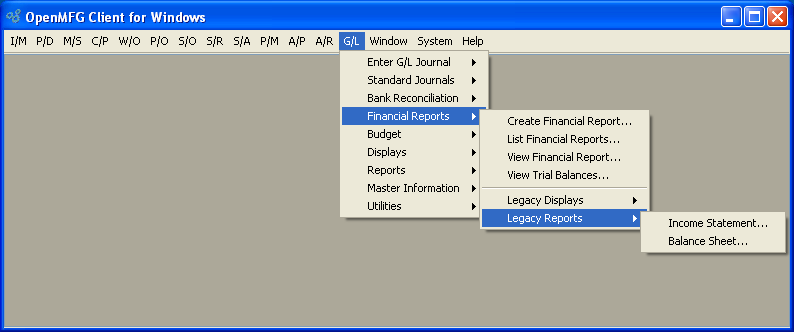 OpenMFG Client for Windows
I/M P/D M/S C/P W/O P/O S/O S/R S/A P/M A/P A/R G/L Window System Help
Enter G/L Journal
Standard Journals
Bank Reconciliation
Financial Reports
Budget
Displays
Reports
Master Information
Utilities
Create Financial Report...
List Financial Reports...
View Financial Report...
View Trial Balances...
Legacy Displays
Legacy Reports
Income Statement...
Balance Sheet...